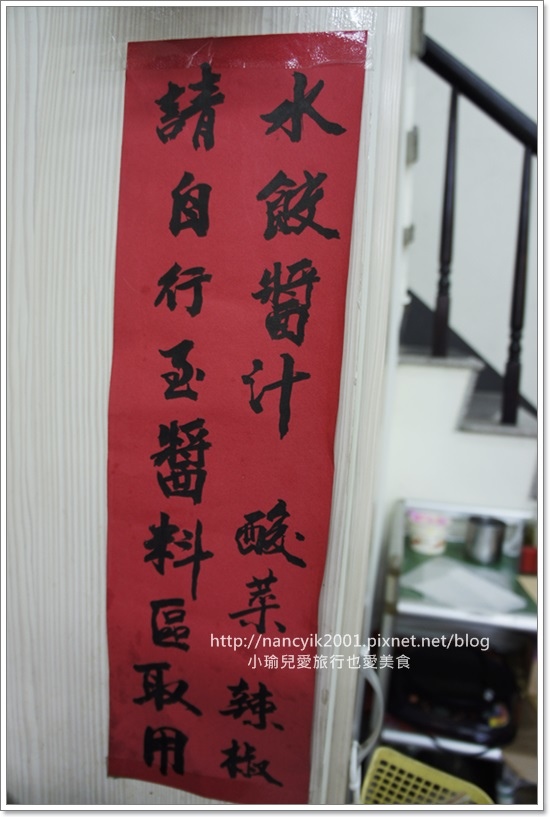 水餃醬汁 酸菜 辣椒
請自行至醬料區取用
http://nancyik2001.pixnet.net/blog
小瑜兒愛旅行也愛美食